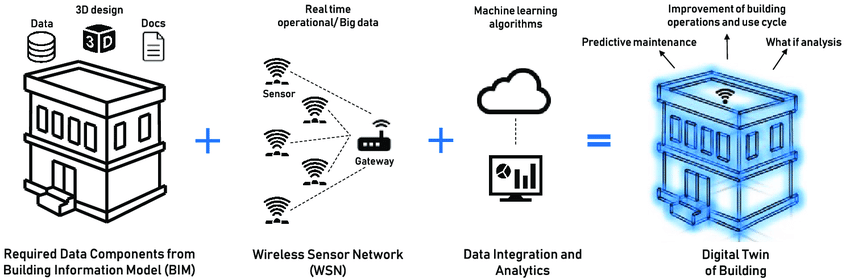 3D design
Data
Docs
3D
Required Data Components from
Building Information Model (BIM)
Real time
operational/ Big data
Sensor
Gateway
Wireless Sensor Network
(WSN)
Machine learning
algorithms
Data Integration and
Analytics
Improvement of building
operations and use cycle
Predictive maintenance
What if analysis
Digital Twin
of Building